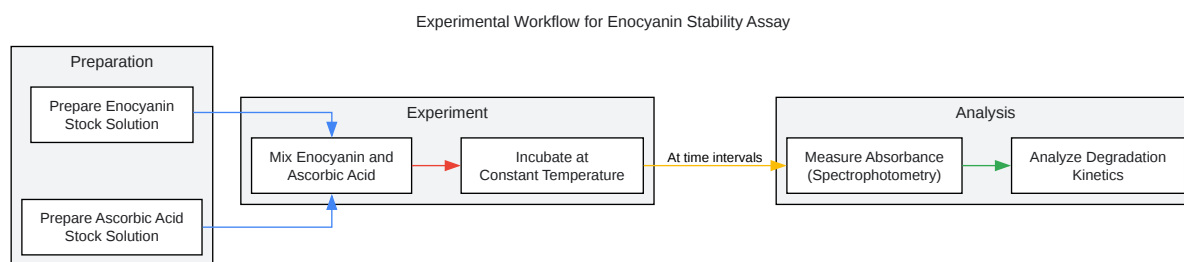 Experimental Workflow for Enocyanin Stability Assay
Preparation
Prepare Enocyanin
Stock Solution
Prepare Ascorbic Acid
Stock Solution
Experiment
Mix Enocyanin and
Ascorbic Acid
Incubate at
Constant Temperature
At time intervals
Analysis
Measure Absorbance
(Spectrophotometry)
Analyze Degradation
Kinetics